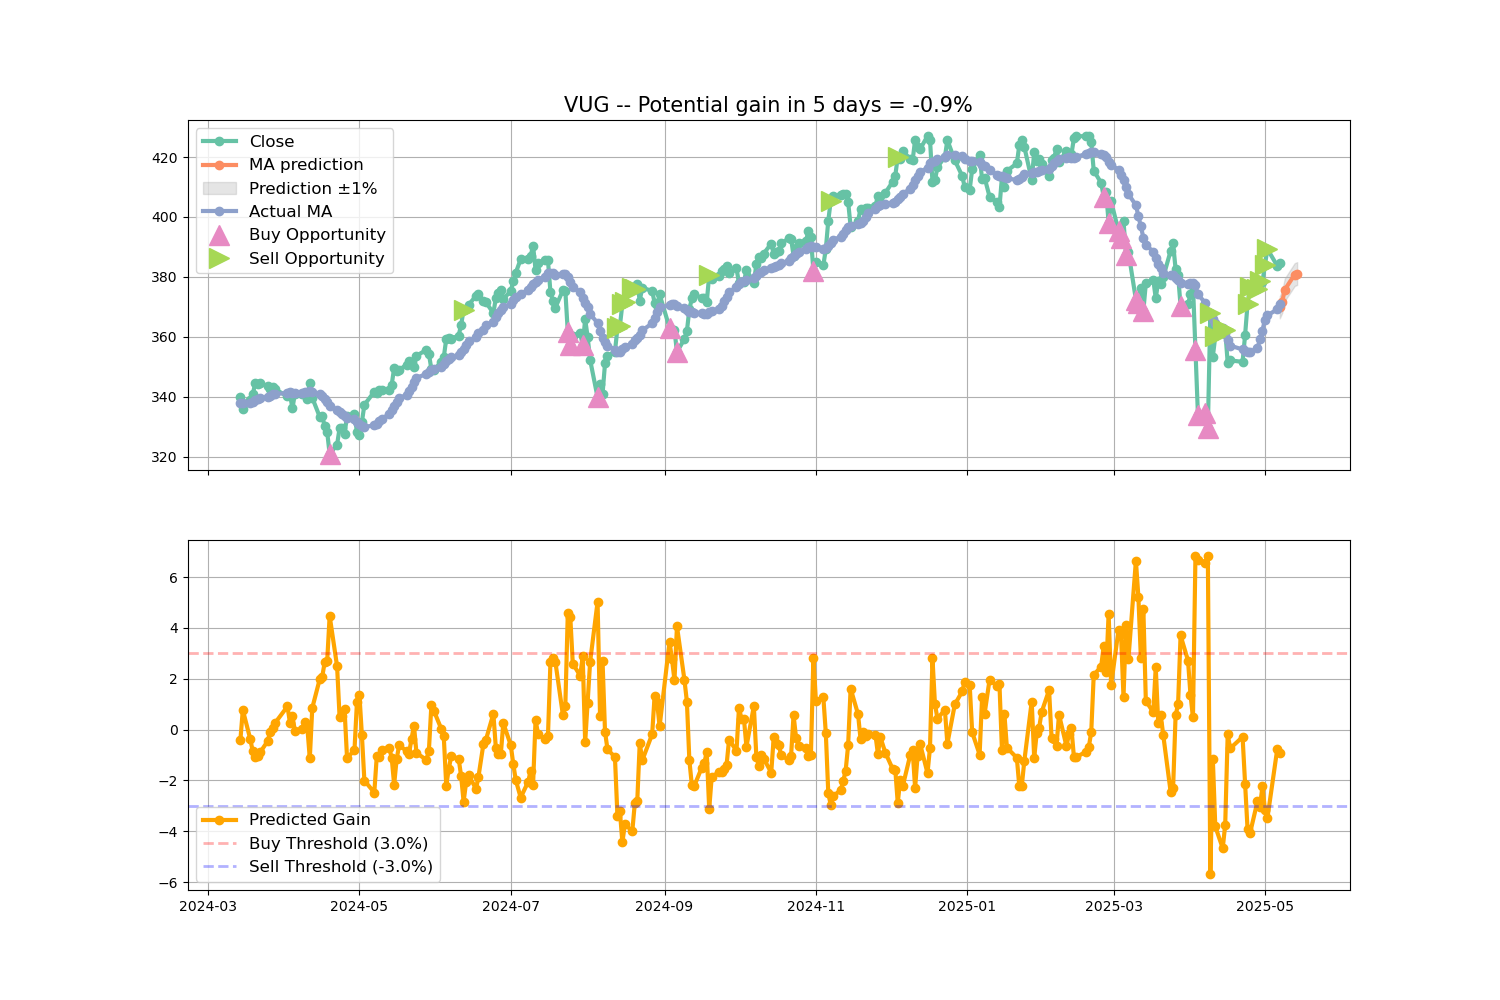 VUG -- Potential gain in 5 days = -0.9%
Close
MA prediction
Prediction ±1%
Actual MA
Buy Opportunity
Sell Opportunity
420
400
380
360
340
320
6
4
2
0
−2
−4
−6
Predicted Gain
Buy Threshold (3.0%)
Sell Threshold (-3.0%)
2024-03 2024-05 2024-07 2024-09 2024-11 2025-01 2025-03 2025-05